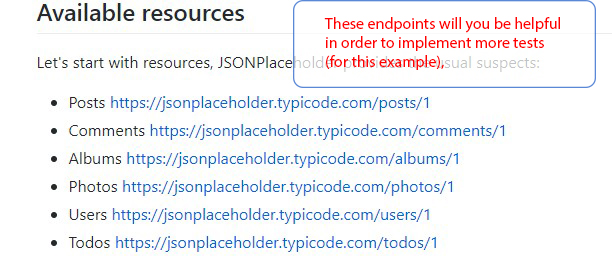 Available resources
These endpoints will you be helpful
in order to implement more tests
(for this example),
Let's start with resources, JSONPlaceholder usual suspects:
Posts https://jsonplaceholder.typicode.com/posts/1
Comments https://jsonplaceholder.typicode.com/comments/1
Albums https://jsonplaceholder.typicode.com/albums/1
Photos https://jsonplaceholder.typicode.com/photos/1
Users https://jsonplaceholder.typicode.com/users/1
Todos https://jsonplaceholder.typicode.com/todos/1